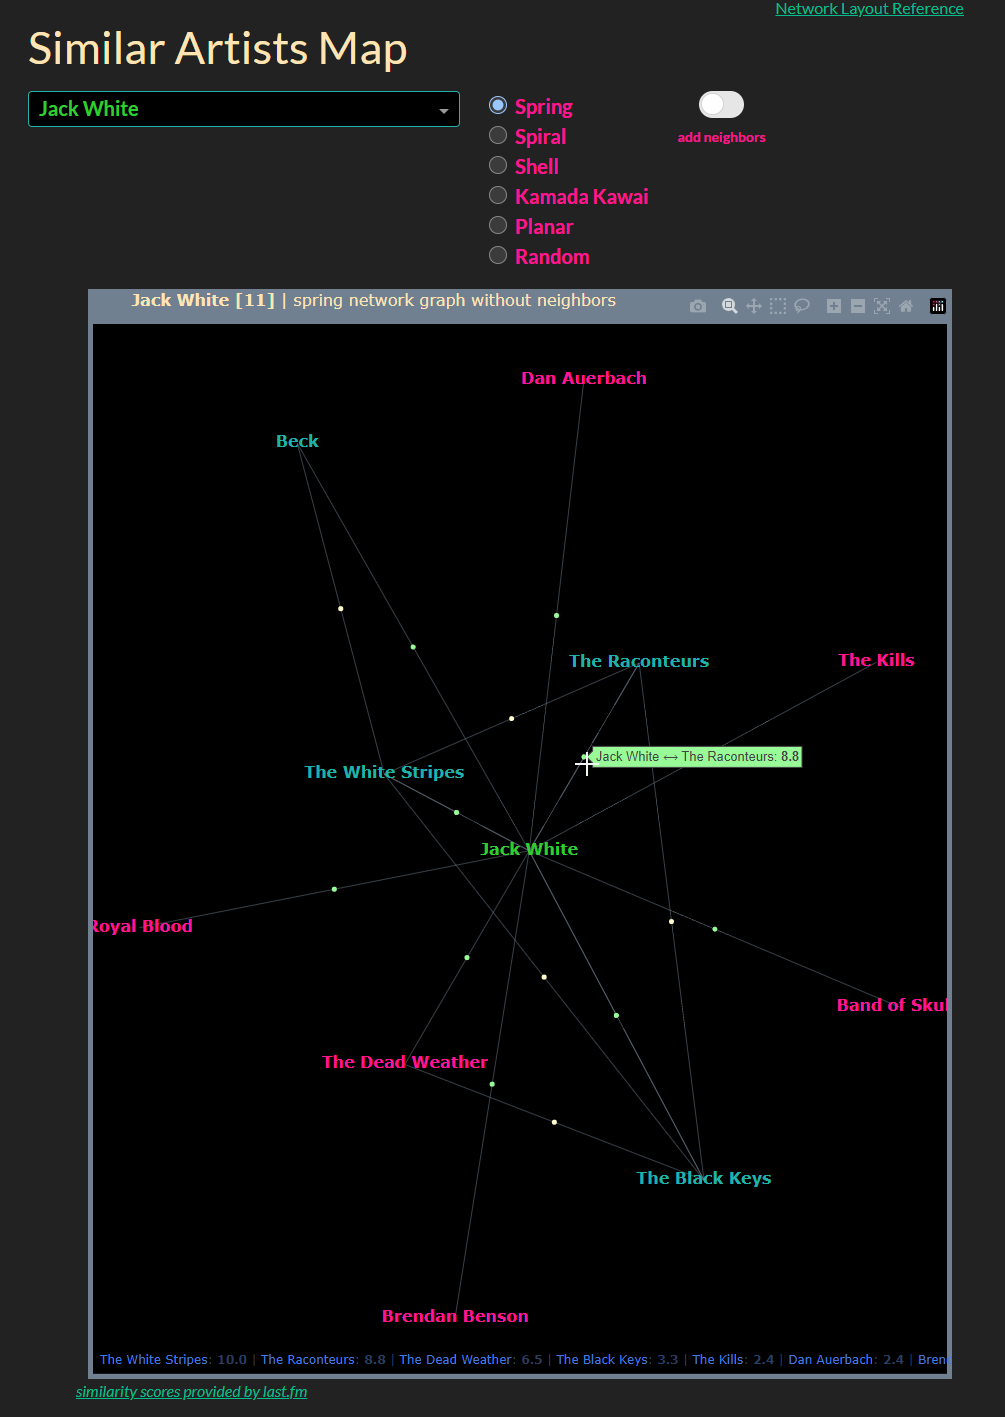 Network Layout Reference
Similar Artists Map
Jack White
Spring
Spiral
Shell
Kamada Kawai
Planar
Random
add neighbors
Jack White [11] | spring network graph without neighbors
Dan Auerbach
Beck
The Raconteurs
The Kills
Jack White ↔ The Raconteurs: 8.8
The White Stripes
Jack White
Royal Blood
Band of Skul
The Dead Weather
The Black Keys
Brendan Benson
The White Stripes: 10.0 | The Raconteurs: 8.8 | The Dead Weather: 6.5 | The Black Keys: 3.3 | The Kills: 2.4 | Dan Auerbach: 2.4 | Bren
similarity scores provided by last.fm